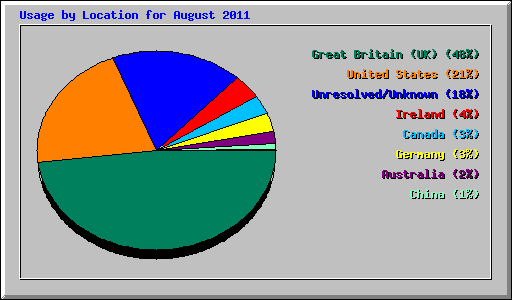 Usage by Location for August 2011
Great Britain (UK) (48%)
United States (21%)
Unresolved/Unknown (18%)
Ireland (4%)
Canada (3%)
Germany (3%)
Australia (2%)
China (1%)